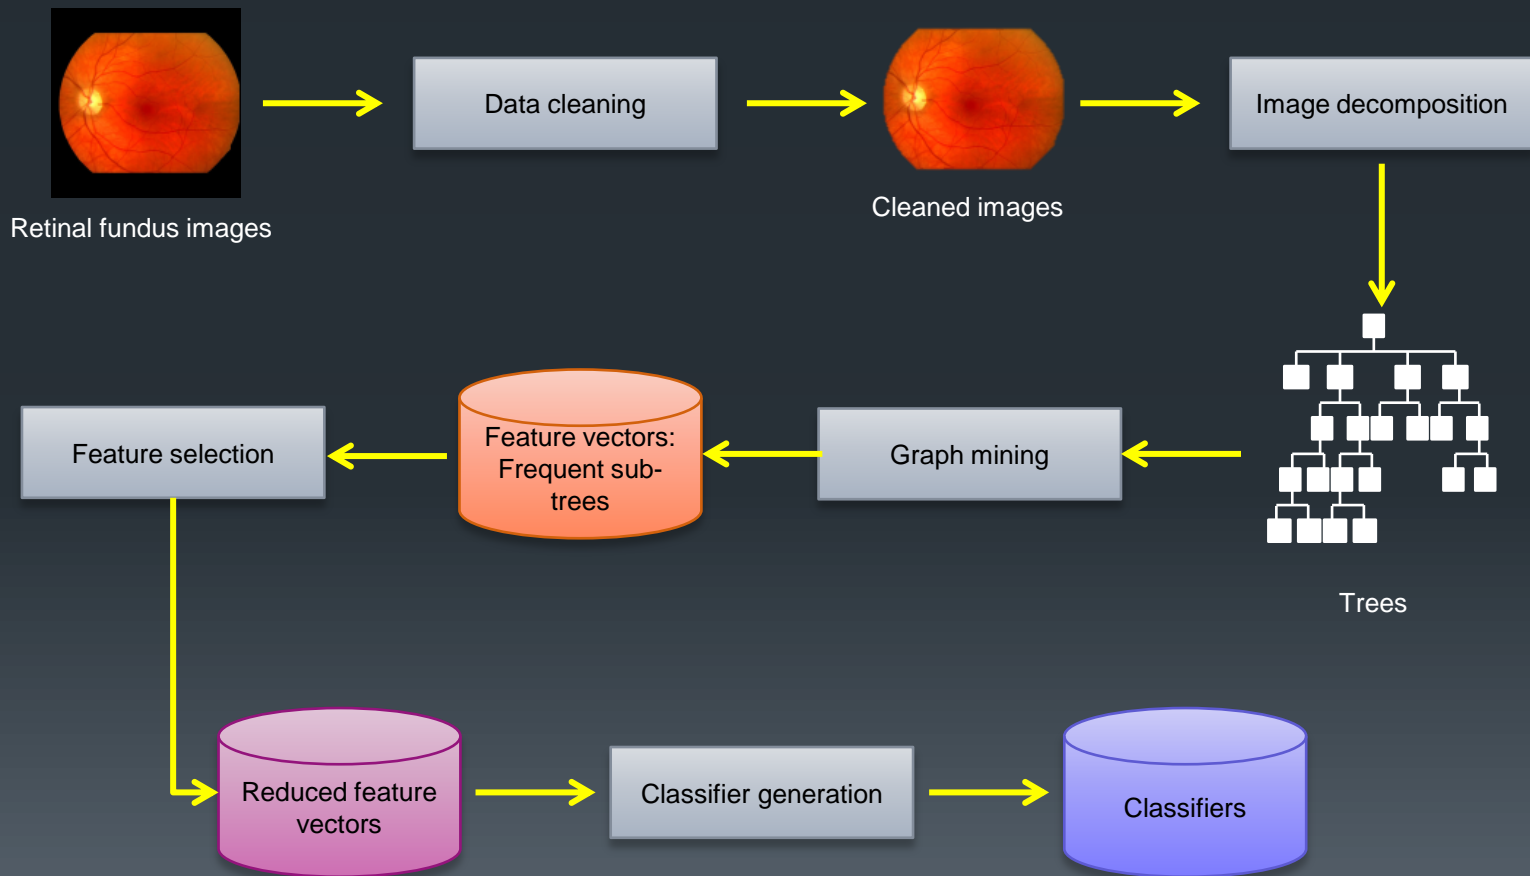 Data cleaning
Image decomposition
Retinal fundus images
Cleaned images
Feature selection
Feature vectors:
Frequent sub-
trees
Graph mining
Trees
Reduced feature
vectors
Classifier generation
Classifiers